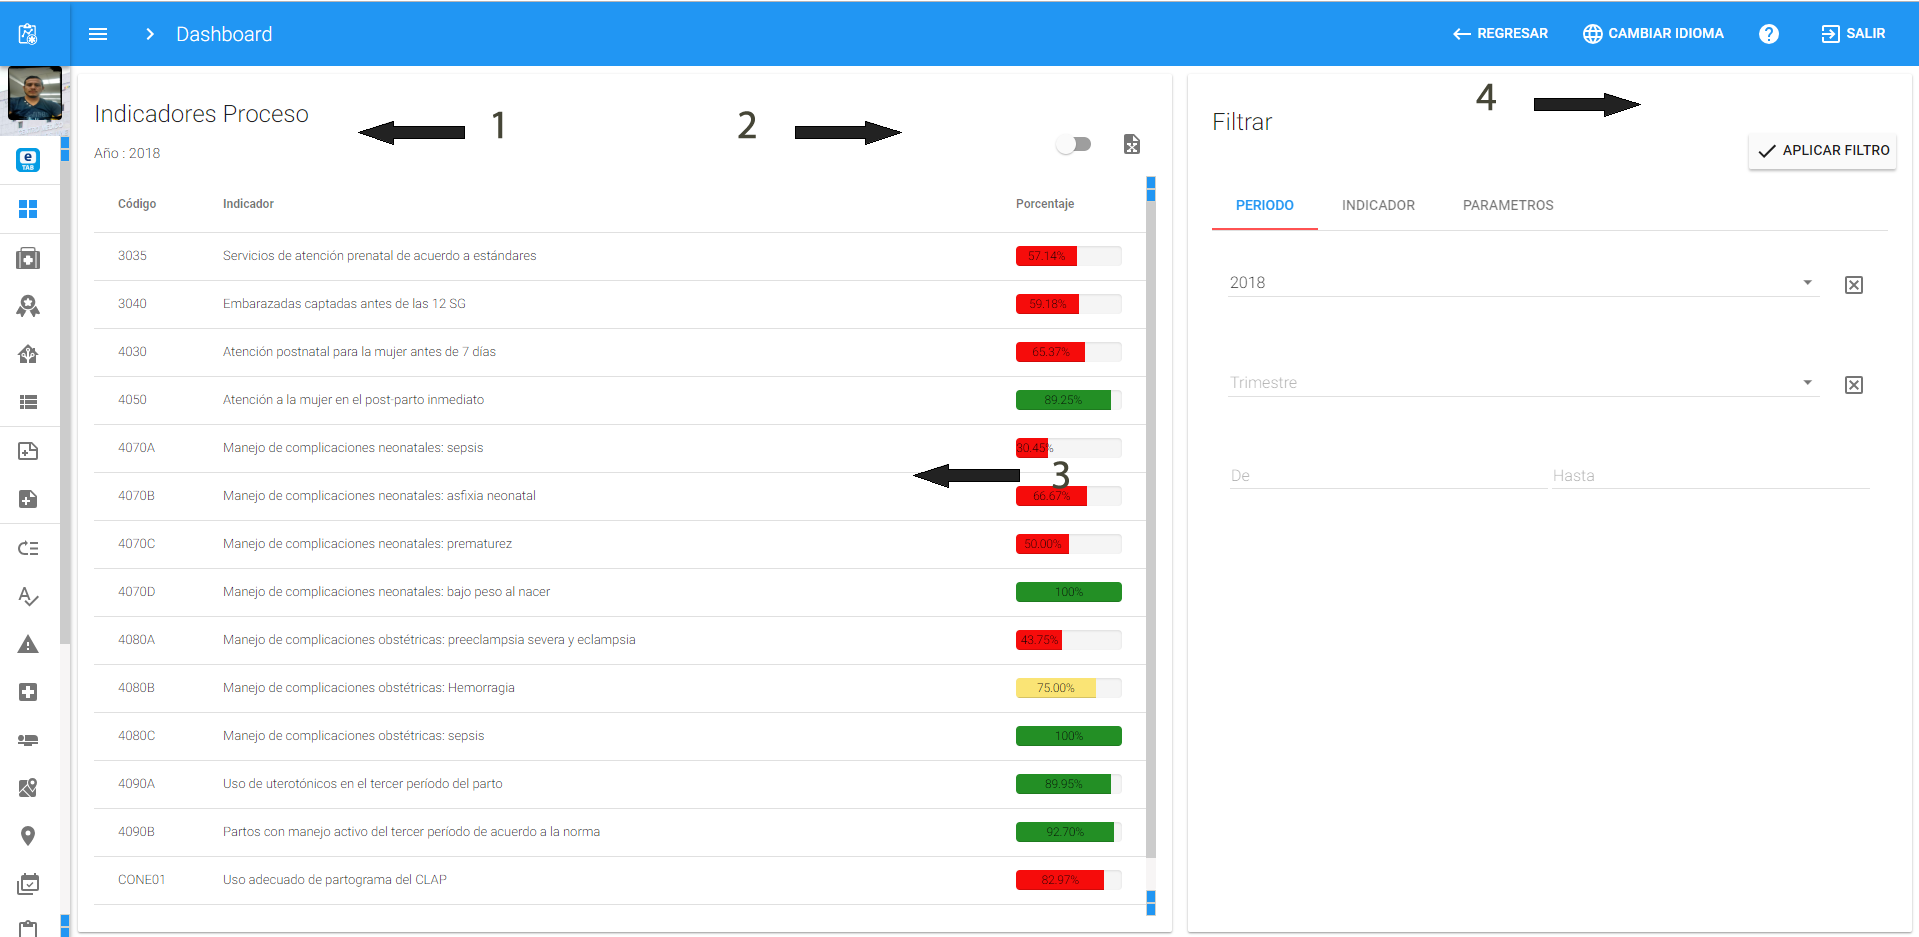 Dashboard
REGRESAR
CAMBIAR IDIOMA
?
SALIR
e
TAB
Indicadores Proceso
Año : 2018
1
2
Código Indicador Porcentaje
3035 Servicios de atención prenatal de acuerdo a estándares 57.14%
3040 Embarazadas captadas antes de las 12 SG 59.18%
4030 Atención postnatal para la mujer antes de 7 días 65.37%
4050 Atención a la mujer en el post-parto inmediato 89.25%
4070A Manejo de complicaciones neonatales: sepsis 30.45%
3
4070B Manejo de complicaciones neonatales: asfixia neonatal 66.67%
4070C Manejo de complicaciones neonatales: prematurez 50.00%
4070D Manejo de complicaciones neonatales: bajo peso al nacer 100%
4080A Manejo de complicaciones obstétricas: preeclampsia severa y eclampsia 43.75%
4080B Manejo de complicaciones obstétricas: Hemorragia 75.00%
4080C Manejo de complicaciones obstétricas: sepsis 100%
4090A Uso de uterotónicos en el tercer período del parto 89.95%
4090B Partos con manejo activo del tercer período de acuerdo a la norma 92.70%
CONE01 Uso adecuado de partograma del CLAP 82.97%
4
Filtrar
APLICAR FILTRO
PERIODO INDICADOR PARAMETROS
2018
Trimestre
De Hasta